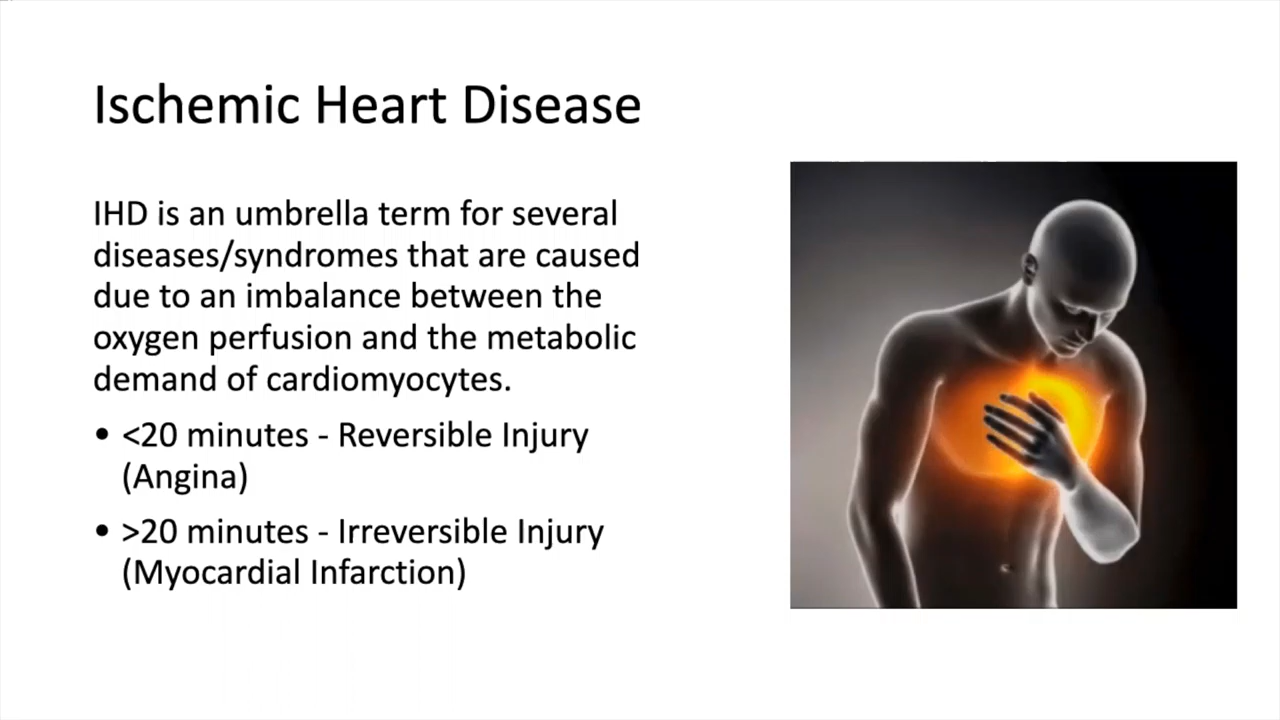 Ischemic Heart Disease
IHD is an umbrella term for several
diseases/syndromes that are caused
due to an imbalance between the
oxygen perfusion and the metabolic
demand of cardiomyocytes.
• <20 minutes - Reversible Injury
(Angina)
• >20 minutes - Irreversible Injury
(Myocardial Infarction)